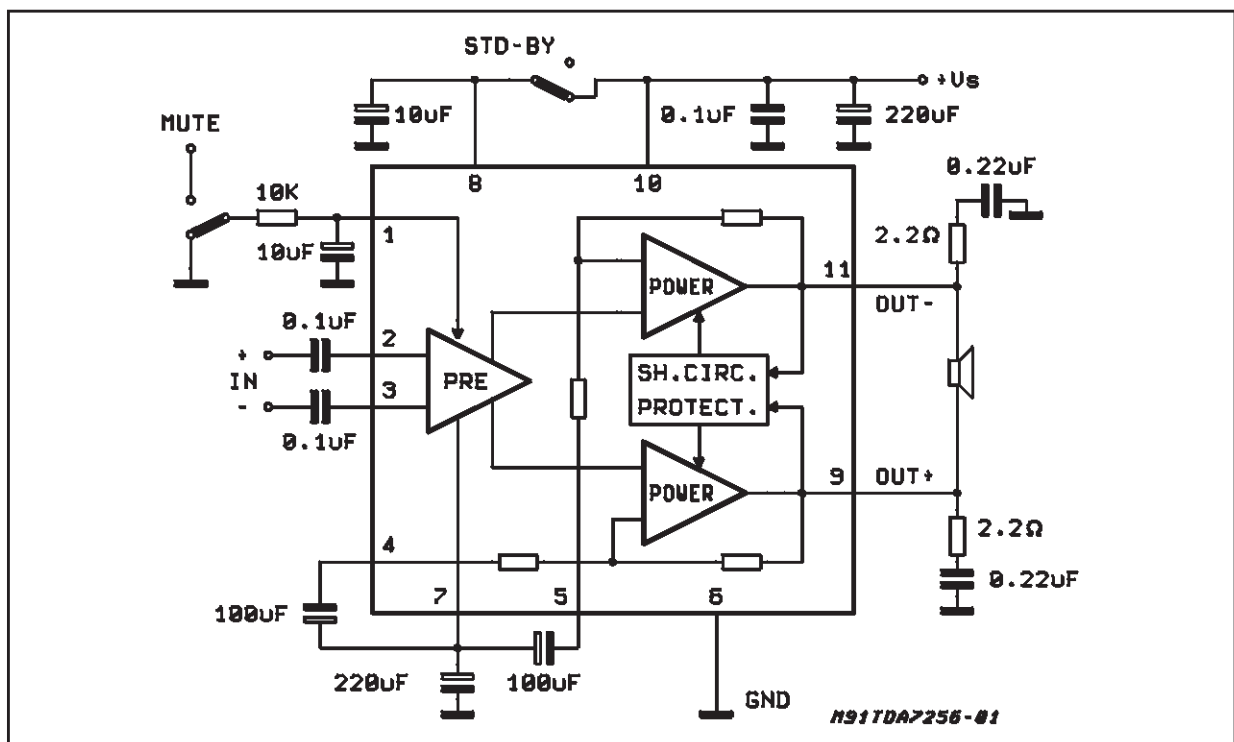 STD-BY
+Vs
10uF
0.1uF
220uF
MUTE
0.22uF
8
10
10K
1
2.2Ω
10uF
11
POWER
OUT-
0.1uF
2
+
IN
PRE
SH.CIRC.
PROTECT.
3
-
0.1uF
9
OUT+
POWER
2.2Ω
4
0.22uF
7
5
6
100uF
220uF
100uF
GND
M91TDA7256-01